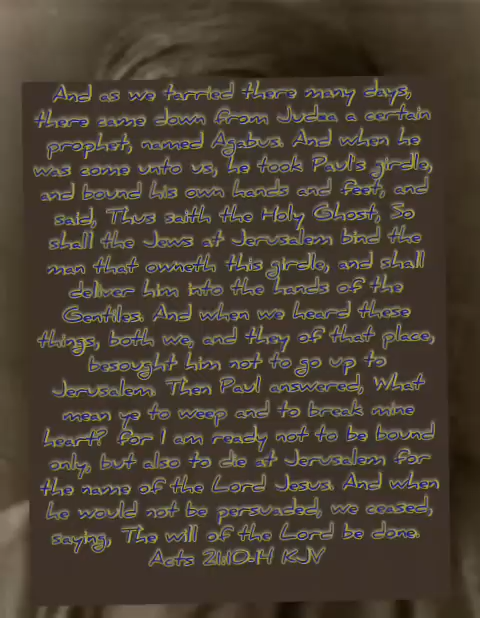 And as we tarried there many days,
there came down from Judæa a certain
prophet, named Agabus. And when he
was come unto us, he took Paul's girdle,
and bound his own hands and feet, and
said, Thus saith the Holy Ghost, So
shall the Jews at Jerusalem bind the
man that owneth this girdle, and shall
deliver him into the hands of the
Gentiles. And when we heard these
things, both we, and they of that place,
besought him not to go up to
Jerusalem. Then Paul answered, What
mean ye to weep and to break mine
heart? for I am ready not to be bound
only, but also to die at Jerusalem for
the name of the Lord Jesus. And when
he would not be persuaded, we ceased,
saying, The will of the Lord be done.
Acts 21:10-14 KJV